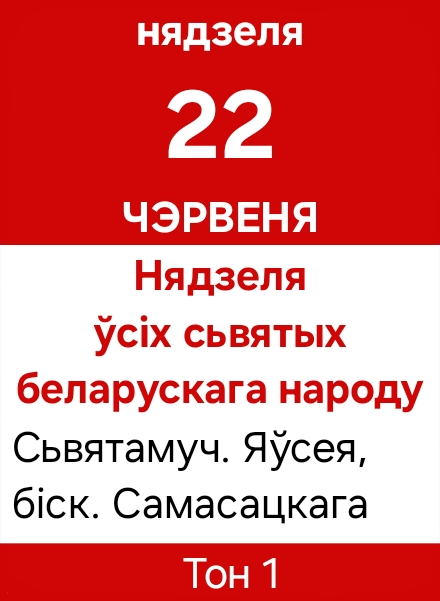 нядзеля
22
ЧЭРВЕНЯ
Нядзеля
ўсіх сьвятых
беларускага народу
Сьвятамуч. Яўсея,
біск. Самасацкага
Тон 1